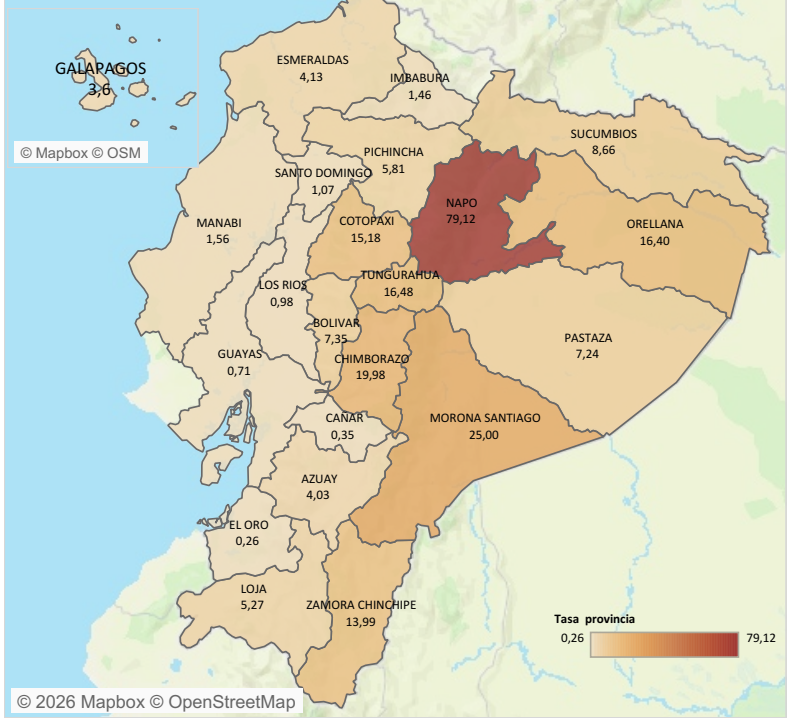 ESMERALDAS
4,13
GALAPAGOS
3,6
IMBABURA
1,46
SUCUMBIOS
8,66
© Mapbox © OSM
PICHINCHA
5,81
SANTO DOMINGO
1,07
NAPO
79,12
MANABI
1,56
COTOPAXI
15,18
ORELLANA
16,40
TUNGURAHUA
16,48
LOS RIOS
0,98
BOLIVAR
7,35
PASTAZA
7,24
GUAYAS
0,71
CHIMBORAZO
19,98
CAÑAR
0,35
MORONA SANTIAGO
25,00
AZUAY
4,03
EL ORO
0,26
LOJA
5,27
ZAMORA CHINCHIPE
13,99
Tasa provincia
0,26
79,12
© 2026 Mapbox © OpenStreetMap